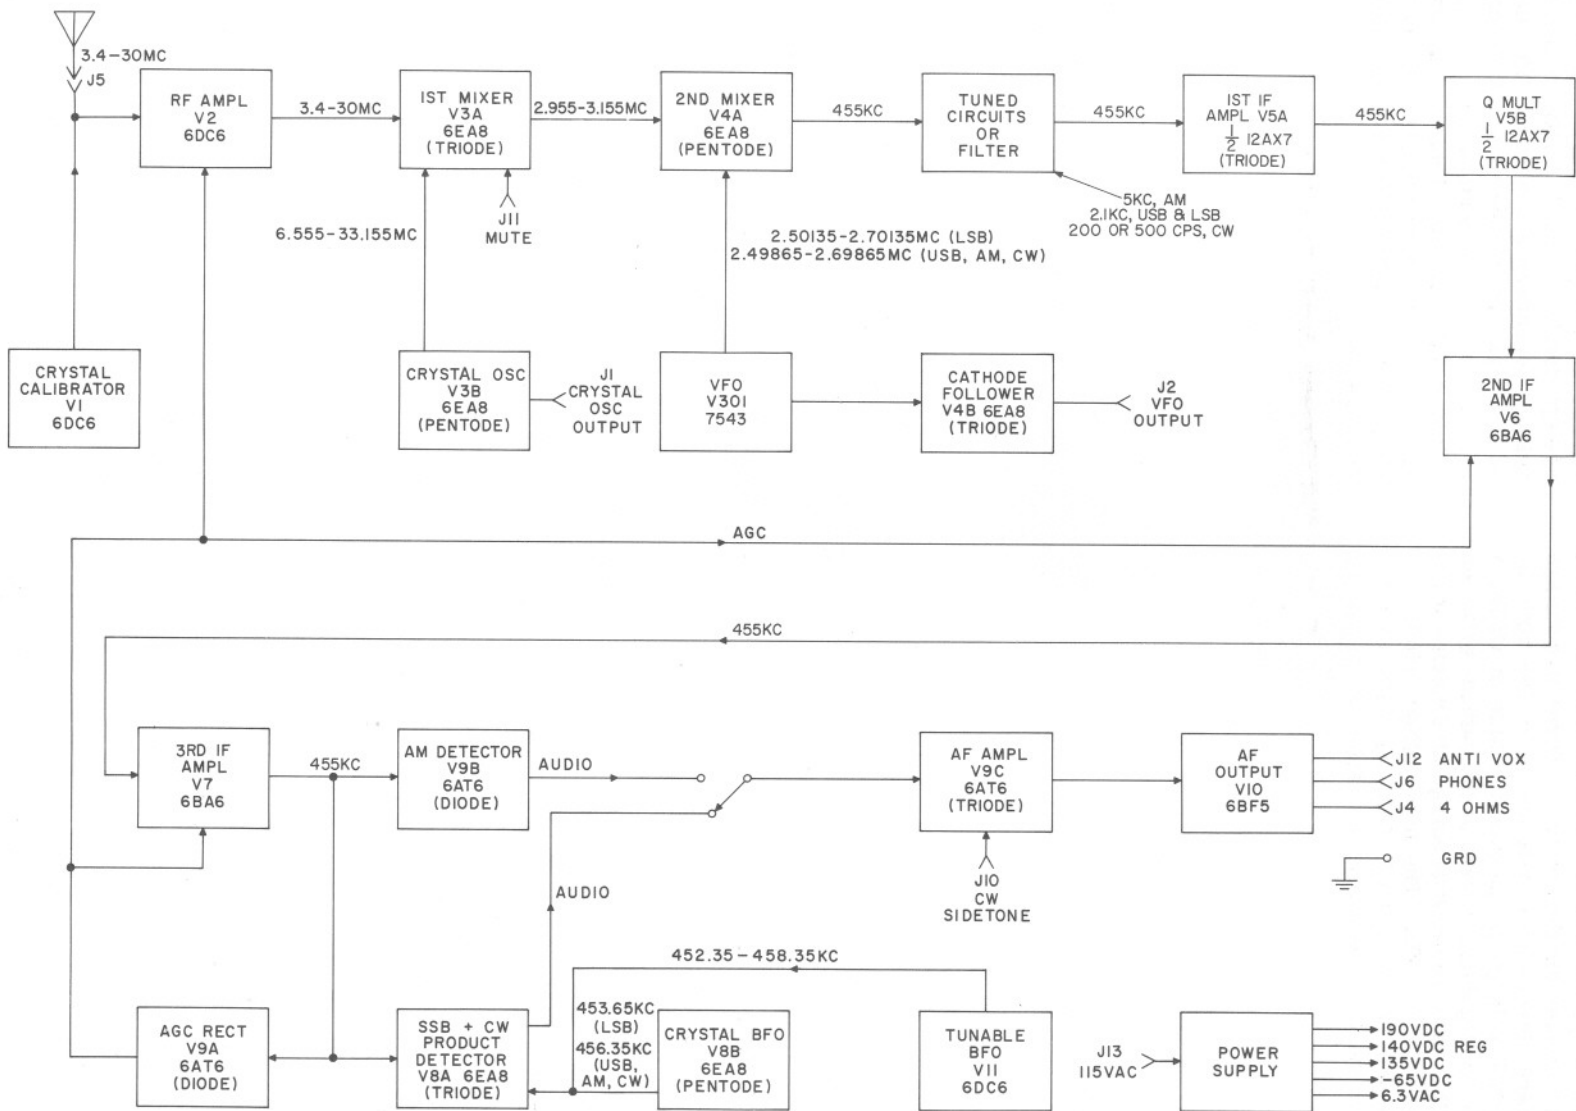 3.4-30MC
J5
RF AMPL
V2
6DC6
3.4-30MC
1ST MIXER
V3A
6EA8
(TRIODE)
2.955-3.155MC
2ND MIXER
V4A
6EA8
(PENTODE)
455KC
TUNED
CIRCUITS
OR
FILTER
455KC
1ST IF
AMPL V5A
1/2 12AX7
(TRIODE)
455KC
Q MULT
V5B
1/2 12AX7
(TRIODE)
6.555-33.155MC
J11
MUTE
2.50135-2.70135MC (LSB)
2.49865-2.69865MC (USB, AM, CW)
5KC, AM
2.1KC, USB & LSB
200 OR 500 CPS, CW
CRYSTAL
CALIBRATOR
V1
6DC6
CRYSTAL OSC
V3B
6EA8
(PENTODE)
J1
CRYSTAL
OSC
OUTPUT
VFO
V301
7543
CATHODE
FOLLOWER
V4B 6EA8
(TRIODE)
J2
VFO
OUTPUT
2ND IF
AMPL
V6
6BA6
AGC
455KC
3RD IF
AMPL
V7
6BA6
455KC
AM DETECTOR
V9B
6AT6
(DIODE)
AUDIO
AF AMPL
V9C
6AT6
(TRIODE)
AF
OUTPUT
V10
6BF5
J12 ANTI VOX
J6 PHONES
J4 4 OHMS
GRD
J10
CW
SIDETONE
AUDIO
452.35-458.35KC
AGC RECT
V9A
6AT6
(DIODE)
SSB + CW
PRODUCT
DETECTOR
V8A 6EA8
(TRIODE)
453.65KC
(LSB)
456.35KC
(USB,
AM, CW)
CRYSTAL BFO
V8B
6EA8
(PENTODE)
TUNABLE
BFO
V11
6DC6
J13
115VAC
POWER
SUPPLY
190VDC
140VDC REG
135VDC
-65VDC
6.3VAC